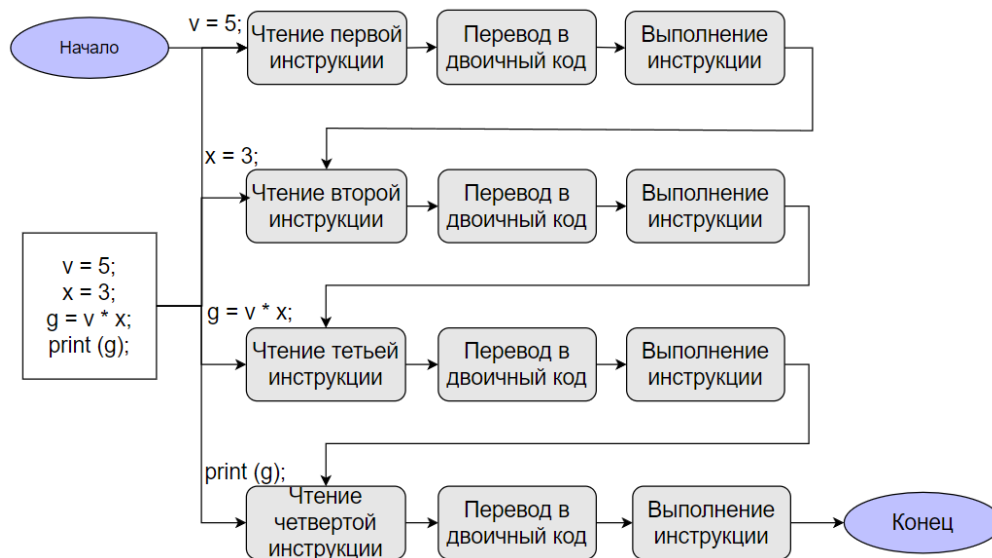 v = 5;
Начало
Чтение первой
инструкции
Перевод в
двоичный код
Выполнение
инструкции
x = 3;
Чтение второй
инструкции
Перевод в
двоичный код
Выполнение
инструкции
v = 5;
x = 3;
g = v * x;
print (g);
g = v * x;
Чтение тетьей
инструкции
Перевод в
двоичный код
Выполнение
инструкции
print (g);
Чтение
четвертой
инструкции
Перевод в
двоичный код
Выполнение
инструкции
Конец